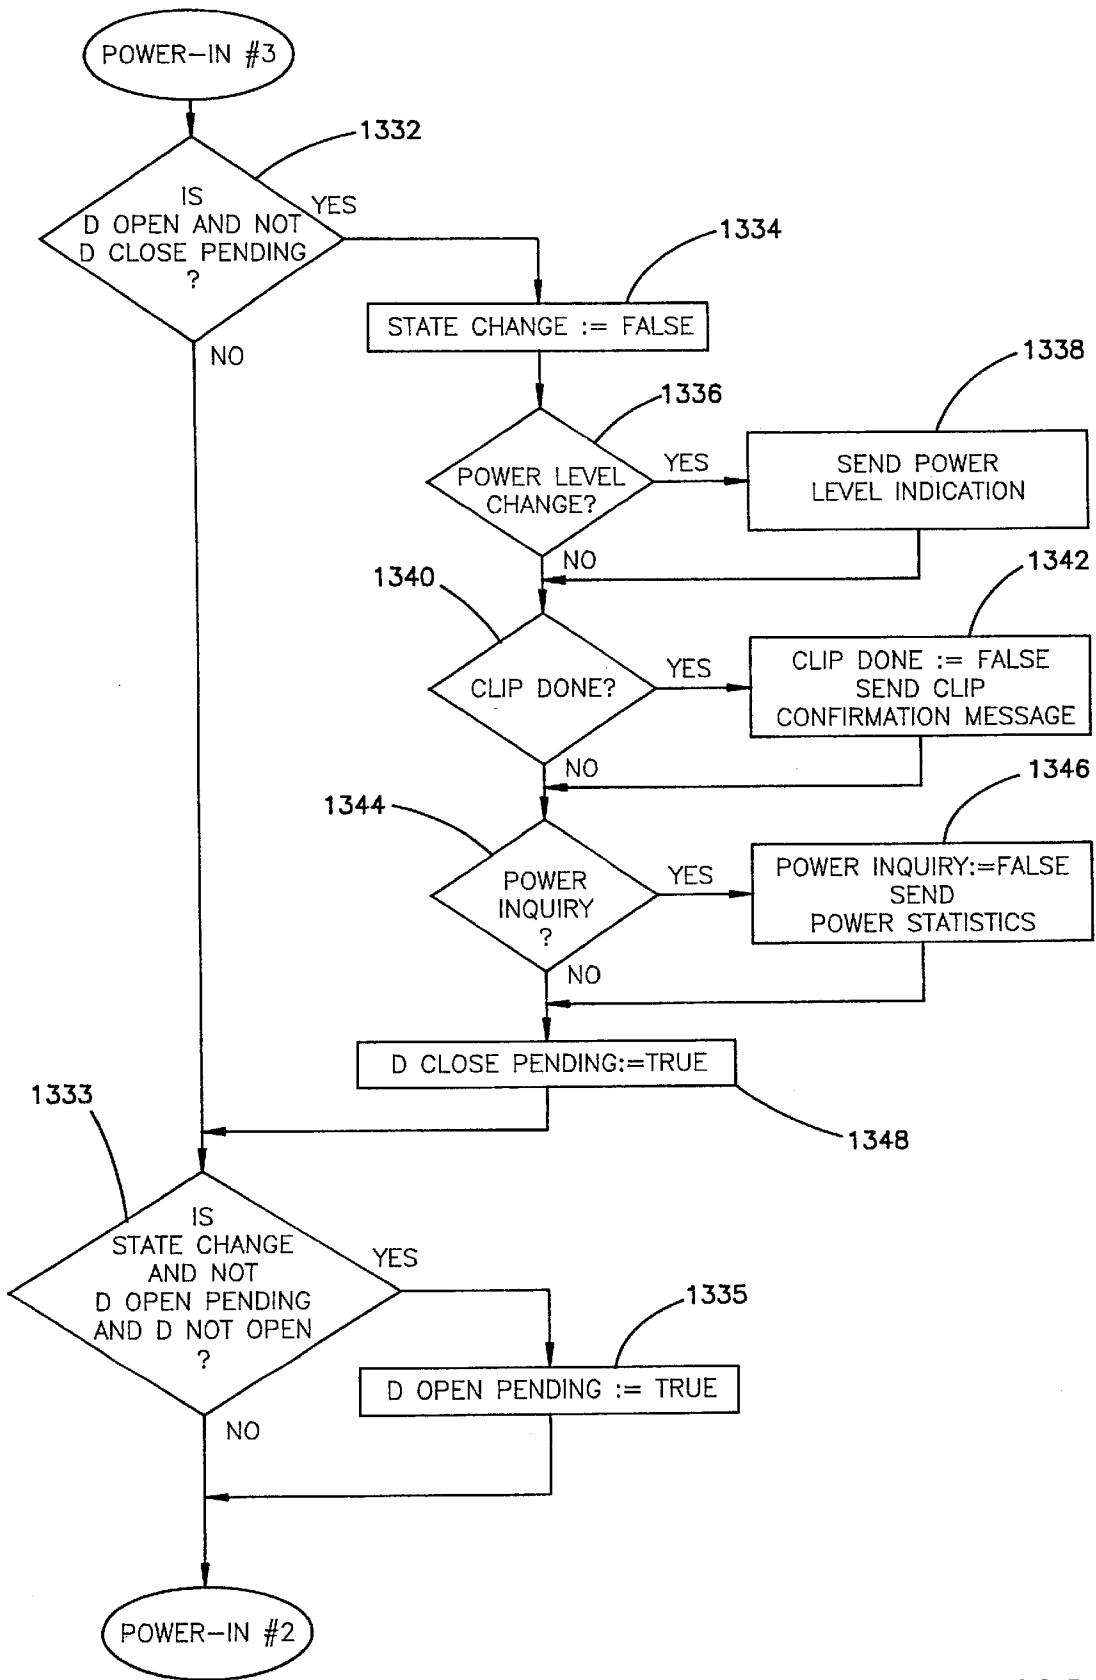 POWER-IN #3
1332
IS
D OPEN AND NOT
D CLOSE PENDING
?
YES
NO
1334
STATE CHANGE := FALSE
1336
POWER LEVEL
CHANGE?
YES
NO
1338
SEND POWER
LEVEL INDICATION
1340
CLIP DONE?
YES
NO
1342
CLIP DONE := FALSE
SEND CLIP
CONFIRMATION MESSAGE
1344
POWER
INQUIRY
?
YES
NO
1346
POWER INQUIRY:=FALSE
SEND
POWER STATISTICS
D CLOSE PENDING:=TRUE
1348
1333
IS
STATE CHANGE
AND NOT
D OPEN PENDING
AND D NOT OPEN
?
YES
NO
1335
D OPEN PENDING := TRUE
POWER-IN #2